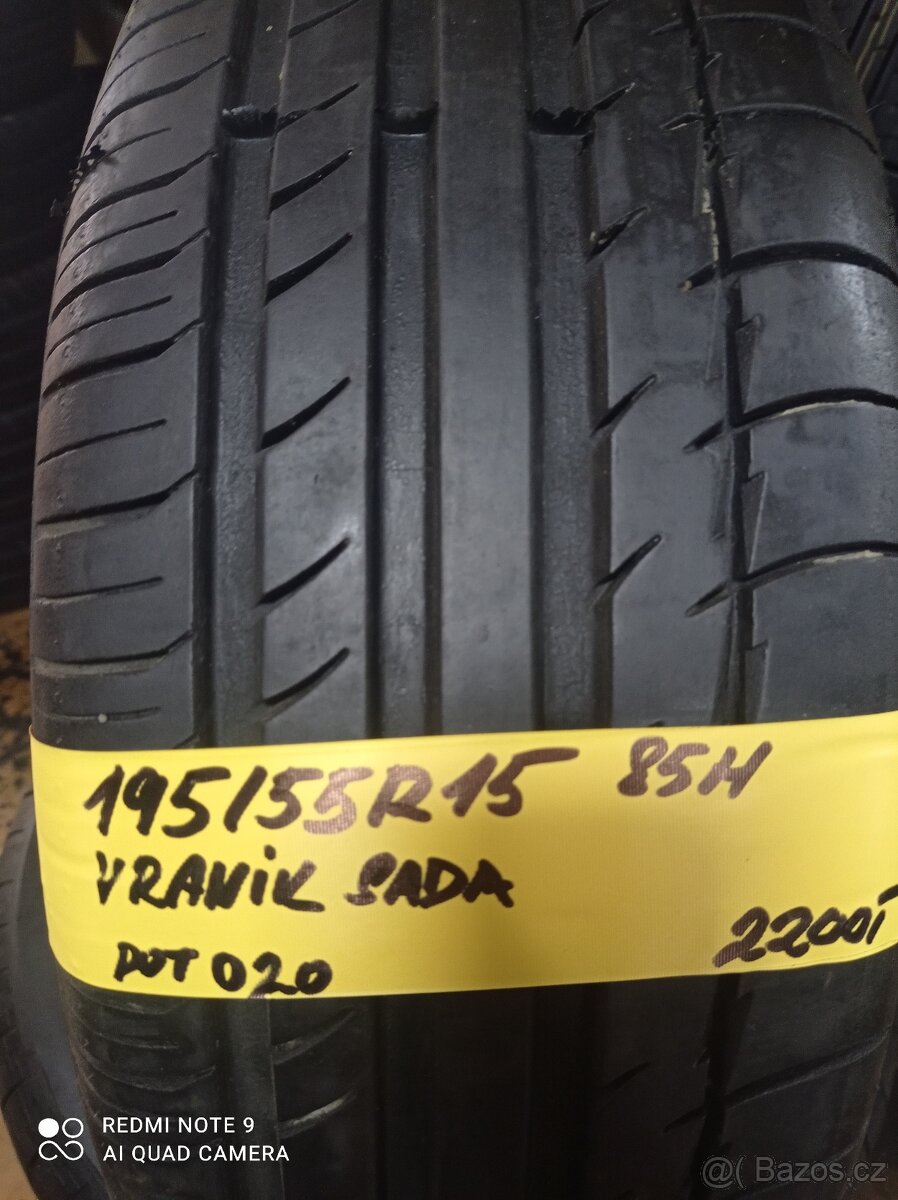 195/55R15 85H
VRANiK SADA
DOT 020
2200,-
REDMI NOTE 9
AI QUAD CAMERA
@( Bazos.cz